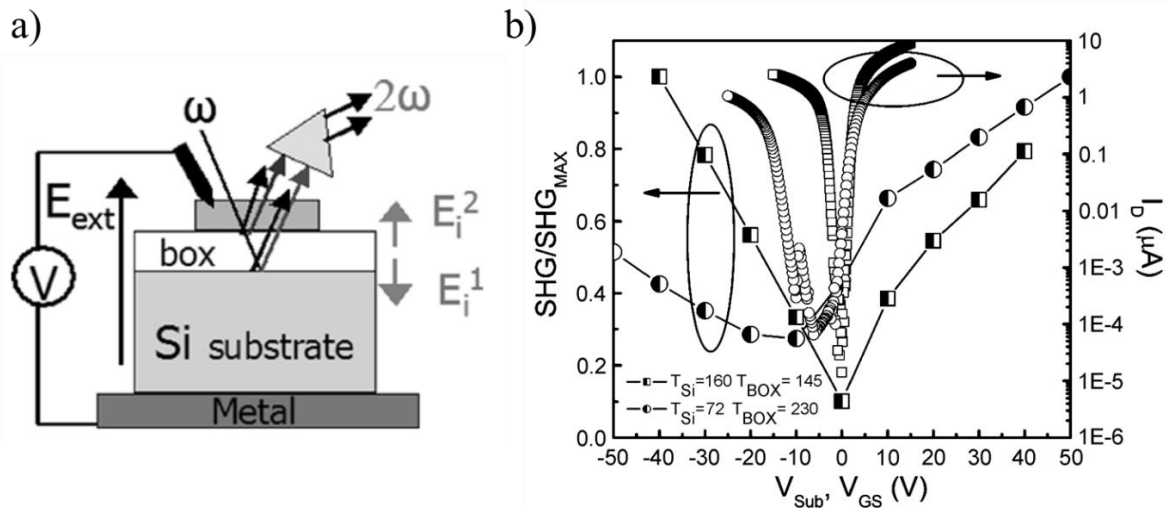 a)
ω
2ω
E_ext
E_i^2
box
E_i^1
V
Si substrate
Metal
b)
SHG/SHG_MAX
1.0
0.8
0.6
0.4
0.2
0.0
T_Si=160 T_BOX= 145
T_Si=72 T_BOX= 230
-50 -40 -30 -20 -10 0 10 20 30 40 50
V_Sub, V_GS (V)
10
1
0.1
0.01
1E-3
1E-4
1E-5
1E-6
I_D (μA)